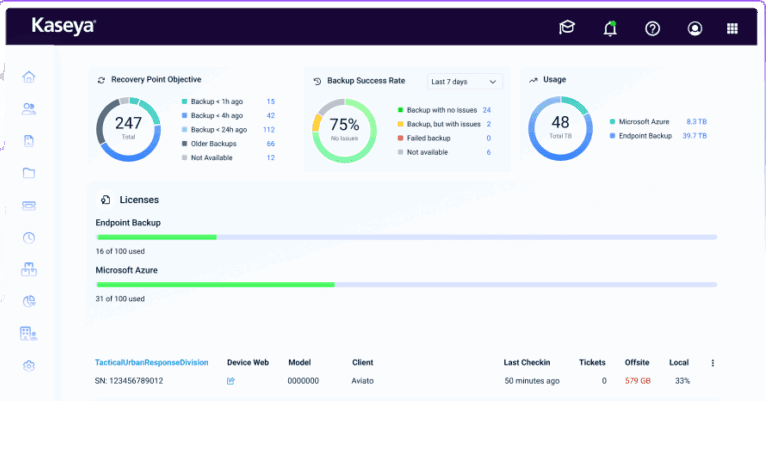 Kaseya
Recovery Point Objective
247
Total
Backup < 1h ago 15
Backup < 4h ago 42
Backup < 24h ago 112
Older Backups 66
Not Available 12
Backup Success Rate
Last 7 days
75%
No Issues
Backup with no issues 24
Backup, but with issues 2
Failed backup 0
Not available 6
Usage
48
Total TB
Microsoft Azure 8.3 TB
Endpoint Backup 39.7 TB
Licenses
Endpoint Backup
16 of 100 used
Microsoft Azure
31 of 100 used
TacticalUrbanResponseDivision Device Web Model Client Last Checkin Tickets Offsite Local
SN: 123456789012 0000000 Aviato 50 minutes ago 0 579 GB 33%